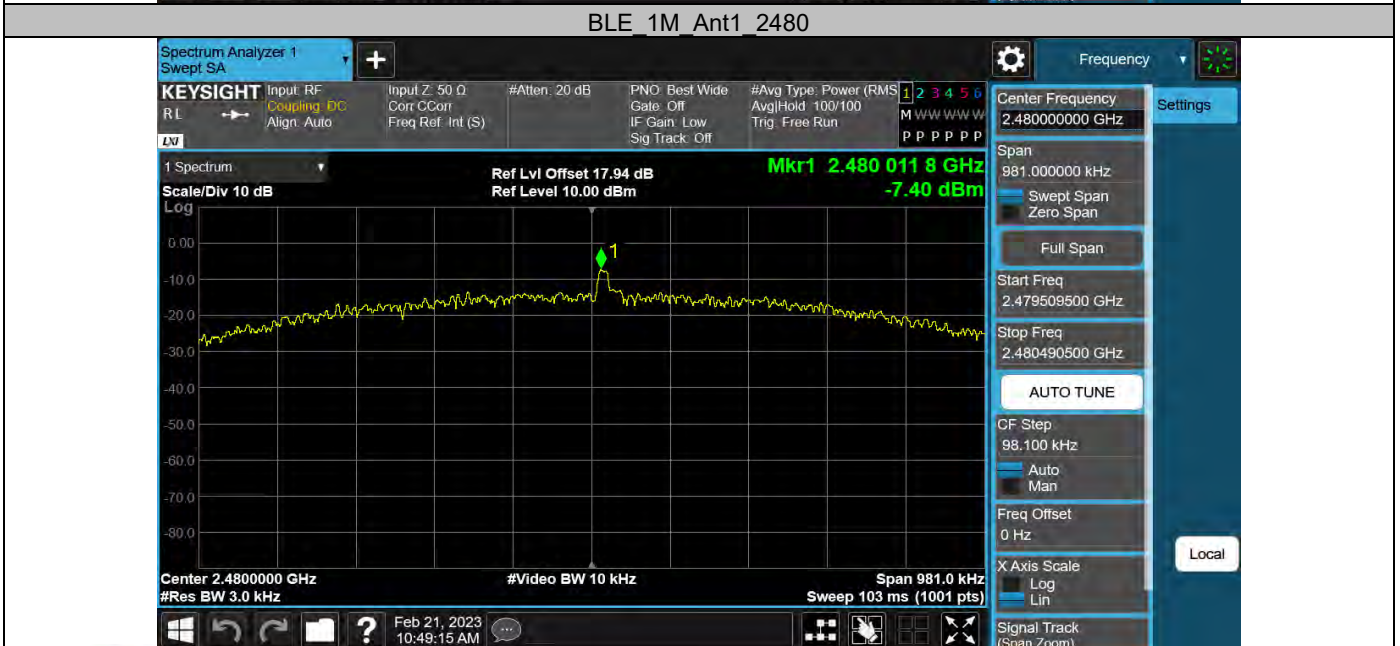 BLE_1M_Ant1_2480
Spectrum Analyzer 1
Swept SA
+
Frequency
KEYSIGHT
RL
LXI
Input: RF
Coupling: DC
Align: Auto
Input Z: 50 Ω
Corr CCorr
Freq Ref: Int (S)
#Atten: 20 dB
PNO: Best Wide
Gate: Off
IF Gain: Low
Sig Track: Off
#Avg Type: Power (RMS
Avg|Hold: 100/100
Trig: Free Run
1 2 3 4 5 6
M W W W W W
P P P P P P
1 Spectrum
Scale/Div 10 dB
Log
Ref Lvl Offset 17.94 dB
Ref Level 10.00 dBm
Mkr1 2.480 011 8 GHz
-7.40 dBm
1
0.00
-10.0
-20.0
-30.0
-40.0
-50.0
-60.0
-70.0
-80.0
Center 2.4800000 GHz
#Res BW 3.0 kHz
#Video BW 10 kHz
Span 981.0 kHz
Sweep 103 ms (1001 pts)
?
Feb 21, 2023
10:49:15 AM
Center Frequency
2.480000000 GHz
Settings
Span
981.000000 kHz
Swept Span
Zero Span
Full Span
Start Freq
2.479509500 GHz
Stop Freq
2.480490500 GHz
AUTO TUNE
CF Step
98.100 kHz
Auto
Man
Freq Offset
0 Hz
Local
X Axis Scale
Log
Lin
Signal Track
(Span Zoom)